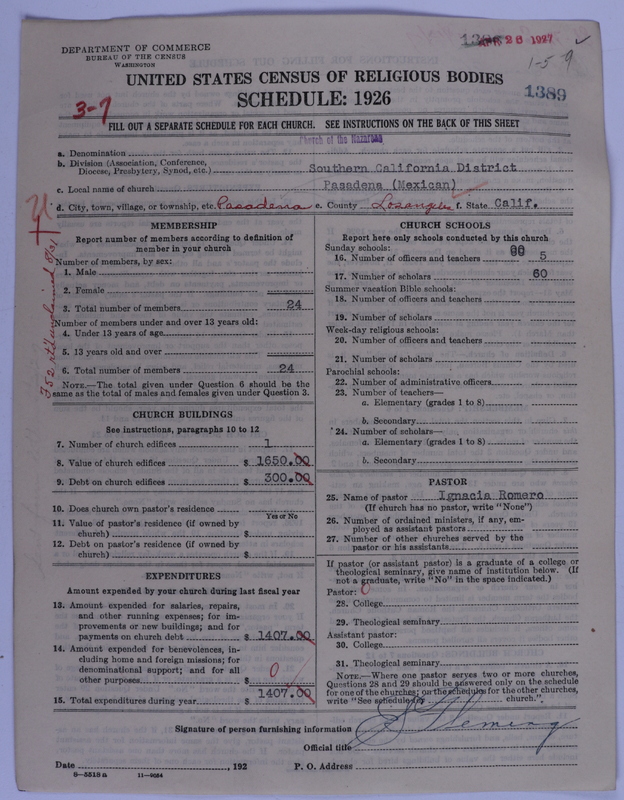 DEPARTMENT OF COMMERCE
BUREAU OF THE CENSUS
WASHINGTON
APR 26 1927
1-5-9 ✓
UNITED STATES CENSUS OF RELIGIOUS BODIES
SCHEDULE: 1926
3-7
1389
FILL OUT A SEPARATE SCHEDULE FOR EACH CHURCH. SEE INSTRUCTIONS ON THE BACK OF THIS SHEET
Church of the Nazarene
a. Denomination
b. Division (Association, Conference, Diocese, Presbytery, Synod, etc.) Southern California District
c. Local name of church Pasadena (Mexican)
d. City, town, village, or township, etc. Pasadena e. County Los angeles f. State Calif.
MEMBERSHIP
Report number of members according to definition of
member in your church
Number of members, by sex:
1. Male
2. Female
3. Total number of members 24
Number of members under and over 13 years old:
4. Under 13 years of age
5. 13 years old and over
6. Total number of members 24
NOTE.—The total given under Question 6 should be the
same as the total of males and females given under Question 3.
CHURCH BUILDINGS
See instructions, paragraphs 10 to 12
7. Number of church edifices 1
8. Value of church edifices $ 1650.00
9. Debt on church edifices $ 300.00
10. Does church own pastor's residence
Yes or No
11. Value of pastor's residence (if owned by
church) $
12. Debt on pastor's residence (if owned by
church) $
EXPENDITURES
Amount expended by your church during last fiscal year
13. Amount expended for salaries, repairs,
and other running expenses; for im-
provements or new buildings; and for
payments on church debt $ 1407.00
14. Amount expended for benevolences, in-
cluding home and foreign missions; for
denominational support; and for all
other purposes $ 0
15. Total expenditures during year $ 1407.00
CHURCH SCHOOLS
Report here only schools conducted by this church
Sunday schools:
16. Number of officers and teachers 5
17. Number of scholars 60
Summer vacation Bible schools:
18. Number of officers and teachers
19. Number of scholars
Week-day religious schools:
20. Number of officers and teachers
21. Number of scholars
Parochial schools:
22. Number of administrative officers
23. Number of teachers—
a. Elementary (grades 1 to 8)
b. Secondary
24. Number of scholars—
a. Elementary (grades 1 to 8)
b. Secondary
PASTOR
25. Name of pastor Ignacia Romero
(If church has no pastor, write "None")
26. Number of ordained ministers, if any, em-
ployed as assistant pastors
27. Number of other churches served by the
pastor or his assistants
If pastor (or assistant pastor) is a graduate of a college or
theological seminary, give name of institution below. (If
not a graduate, write "No" in the space indicated.)
Pastor: 0
28. College
29. Theological seminary
Assistant pastor:
30. College
31. Theological seminary
NOTE.—Where one pastor serves two or more churches,
Questions 28 and 29 should be answered only on the schedule
for one of the churches; on the schedules for the other churches,
write "See schedule for church."
Signature of person furnishing information Fleming
Official title
Date , 192 P. O. Address
8-5518a 11-9034